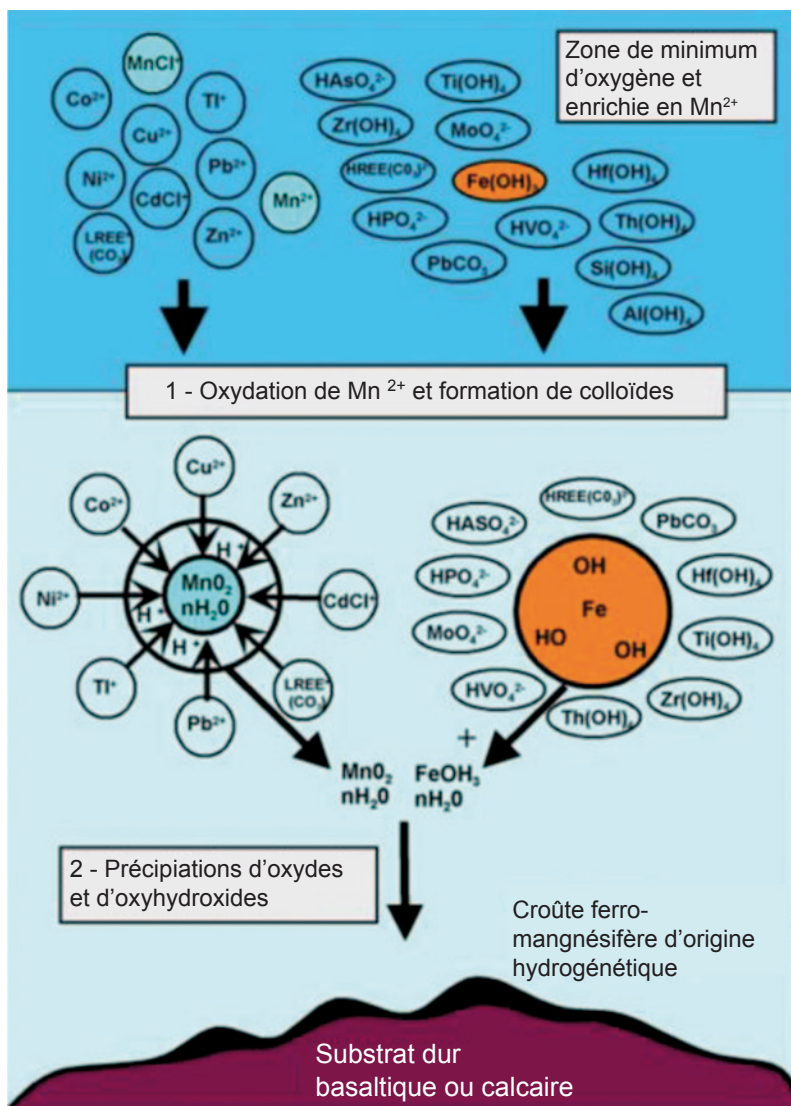 Zone de minimum
d'oxygène et
enrichie en Mn²⁺
MnCl⁺
Co²⁺
Tl⁺
Cu²⁺
Ni²⁺
Pb²⁺
CdCl⁺
Mn²⁺
LREE⁺
(CO₃)
Zn²⁺
HAsO₄²⁻
Ti(OH)₄
Zr(OH)₄
MoO₄²⁻
HREE(C0₃)²⁻
Fe(OH)₃
Hf(OH)₄
HPO₄²⁻
HVO₄²⁻
Th(OH)₄
PbCO₃
Si(OH)₄
Al(OH)₄
1 - Oxydation de Mn ²⁺ et formation de colloïdes
Cu²⁺
Co²⁺
Zn²⁺
H⁺
Mn0₂
nH₂0
Ni²⁺
H⁺
CdCl⁺
H⁺
Tl⁺
LREE⁺
(CO₃)
Pb²⁺
HREE(C0₃)²⁻
HASO₄²⁻
PbCO₃
OH
HPO₄²⁻
Hf(OH)₄
Fe
MoO₄²⁻
HO
OH
Ti(OH)₄
HVO₄²⁻
Zr(OH)₄
Th(OH)₄
+
Mn0₂ FeOH₃
nH₂0 nH₂0
2 - Précipiations d'oxydes
et d'oxyhydroxides
Croûte ferro-
mangnésifère d'origine
hydrogénétique
Substrat dur
basaltique ou calcaire